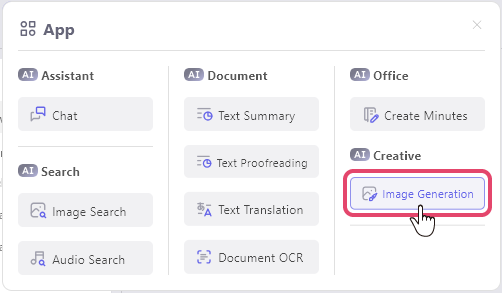 App
AI Assistant
Chat
AI Search
Image Search
Audio Search
AI Document
Text Summary
Text Proofreading
Text Translation
Document OCR
AI Office
Create Minutes
AI Creative
Image Generation